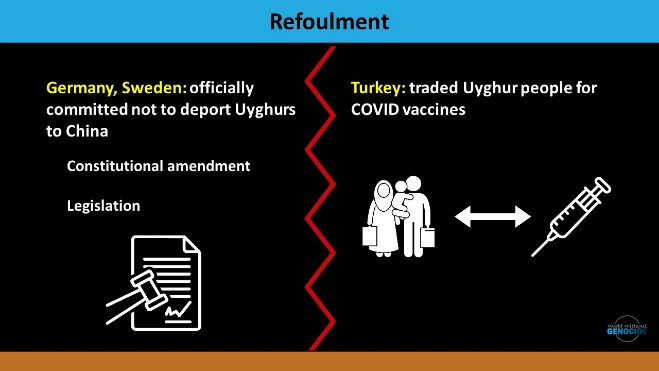 Refoulment
Germany, Sweden: officially
committed not to deport Uyghurs
to China
Constitutional amendment
Legislation
Turkey: traded Uyghur people for
COVID vaccines
world without
GENOCIDE